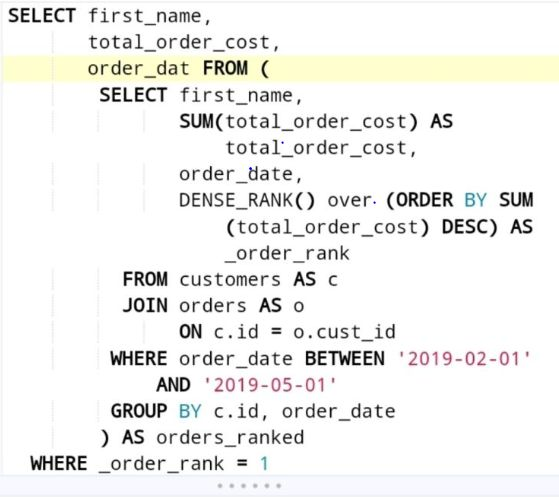 SELECT first_name,
total_order_cost,
order_dat FROM (
SELECT first_name,
SUM(total_order_cost) AS
total_order_cost,
order_date,
DENSE_RANK() over (ORDER BY SUM
(total_order_cost) DESC) AS
_order_rank
FROM customers AS c
JOIN orders AS o
ON c.id = o.cust_id
WHERE order_date BETWEEN '2019-02-01'
AND '2019-05-01'
GROUP BY c.id, order_date
) AS orders_ranked
WHERE _order_rank = 1